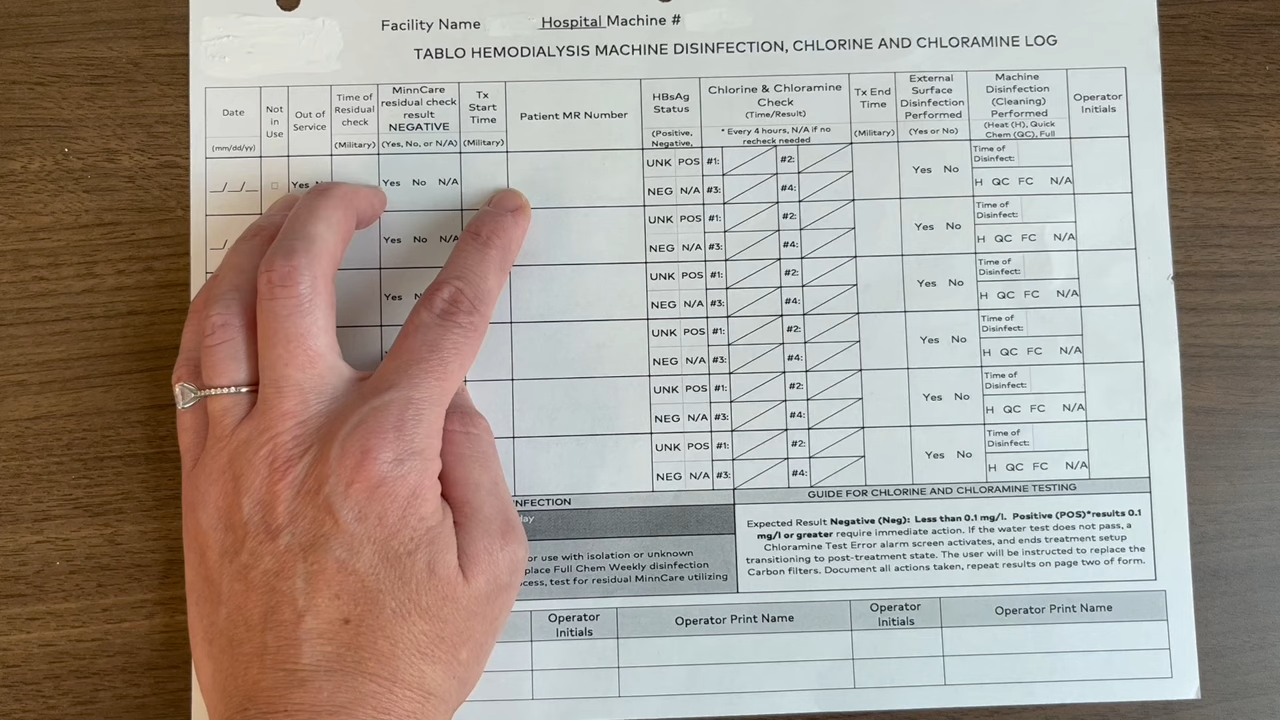 Facility Name Hospital Machine #
TABLO HEMODIALYSIS MACHINE DISINFECTION, CHLORINE AND CHLORAMINE LOG
Date
(mm/dd/yy)
Not in Use
Out of Service
Time of Residual check
(Military)
MinnCare residual check result NEGATIVE
(Yes, No, or N/A)
Tx Start Time
(Military)
Patient MR Number
HBsAg Status
(Positive, Negative,
Chlorine & Chloramine Check
(Time/Result)
* Every 4 hours, N/A if no recheck needed
Tx End Time
(Military)
External Surface Disinfection Performed
(Yes or No)
Machine Disinfection (Cleaning) Performed
(Heat (H), Quick Chem (QC), Full
Operator Initials
__/__/__ Yes Yes No N/A UNK POS #1: #2: Yes No Time of Disinfect:
NEG N/A #3: #4: H QC FC N/A
Yes No N/A UNK POS #1: #2: Yes No Time of Disinfect:
NEG N/A #3: #4: H QC FC N/A
Yes UNK POS #1: #2: Yes No Time of Disinfect:
NEG N/A #3: #4: H QC FC N/A
UNK POS #1: #2: Yes No Time of Disinfect:
NEG N/A #3: #4: H QC FC N/A
UNK POS #1: #2: Yes No Time of Disinfect:
NEG N/A #3: #4: H QC FC N/A
UNK POS #1: #2: Yes No Time of Disinfect:
NEG N/A #3: #4: H QC FC N/A
GUIDE FOR CHLORINE AND CHLORAMINE TESTING
Expected Result Negative (Neg): Less than 0.1 mg/l. Positive (POS)*results 0.1
mg/l or greater require immediate action. If the water test does not pass, a
Chloramine Test Error alarm screen activates, and ends treatment setup
transitioning to post-treatment state. The user will be instructed to replace the
Carbon filters. Document all actions taken, repeat results on page two of form.
NFECTION
or use with isolation or unknown
place Full Chem Weekly disinfection
test for residual MinnCare utilizing
Operator Initials Operator Print Name Operator Initials Operator Print Name